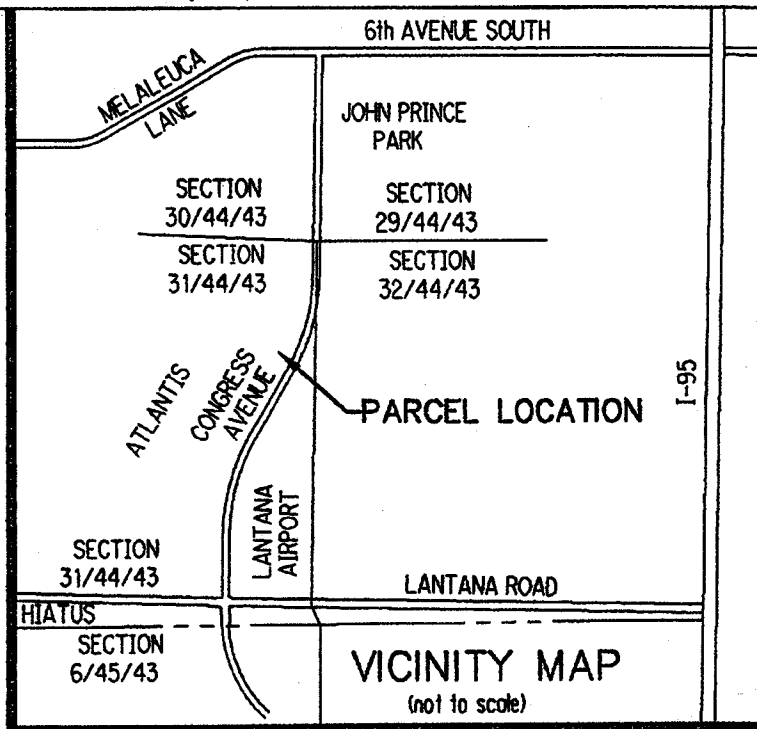 6th AVENUE SOUTH
MELALEUCA
LANE
JOHN PRINCE
PARK
SECTION
30/44/43
SECTION
29/44/43
SECTION
31/44/43
SECTION
32/44/43
ATLANTIS
CONGRESS
AVENUE
I-95
PARCEL LOCATION
LANTANA
AIRPORT
SECTION
31/44/43
LANTANA ROAD
HIATUS
SECTION
6/45/43
VICINITY MAP
(not to scale)